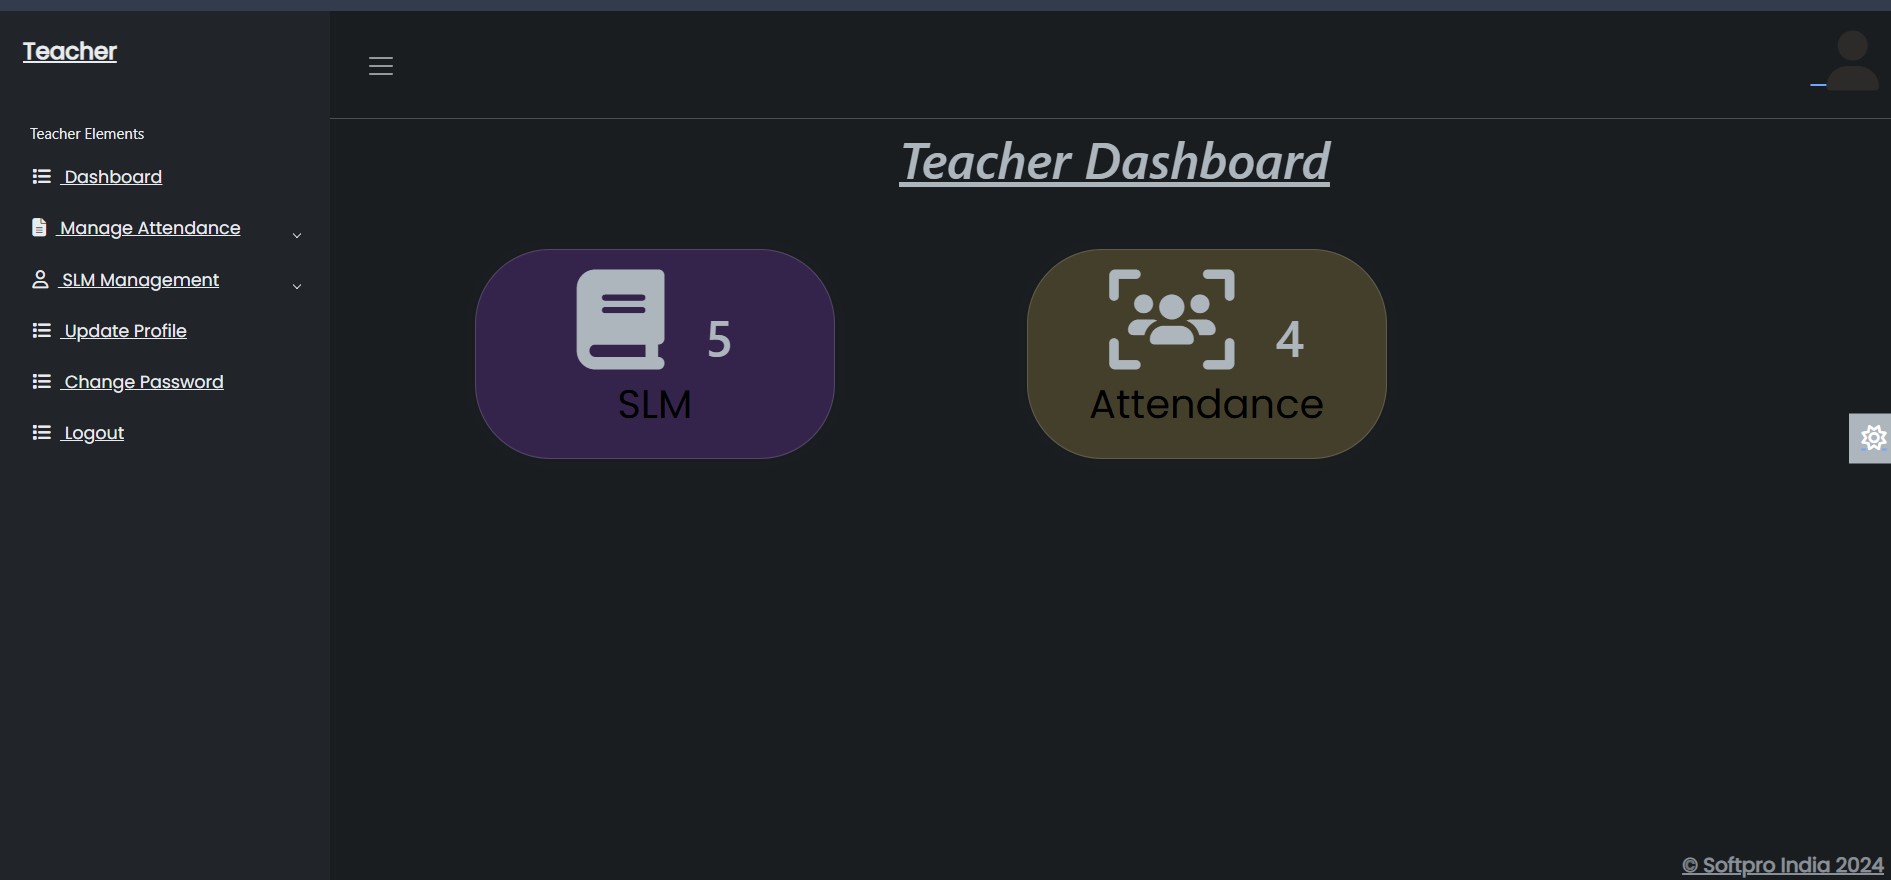 Teacher
Teacher Elements
Dashboard
Manage Attendance
SLM Management
Update Profile
Change Password
Logout
Teacher Dashboard
5
SLM
4
Attendance
© Softpro India 2024